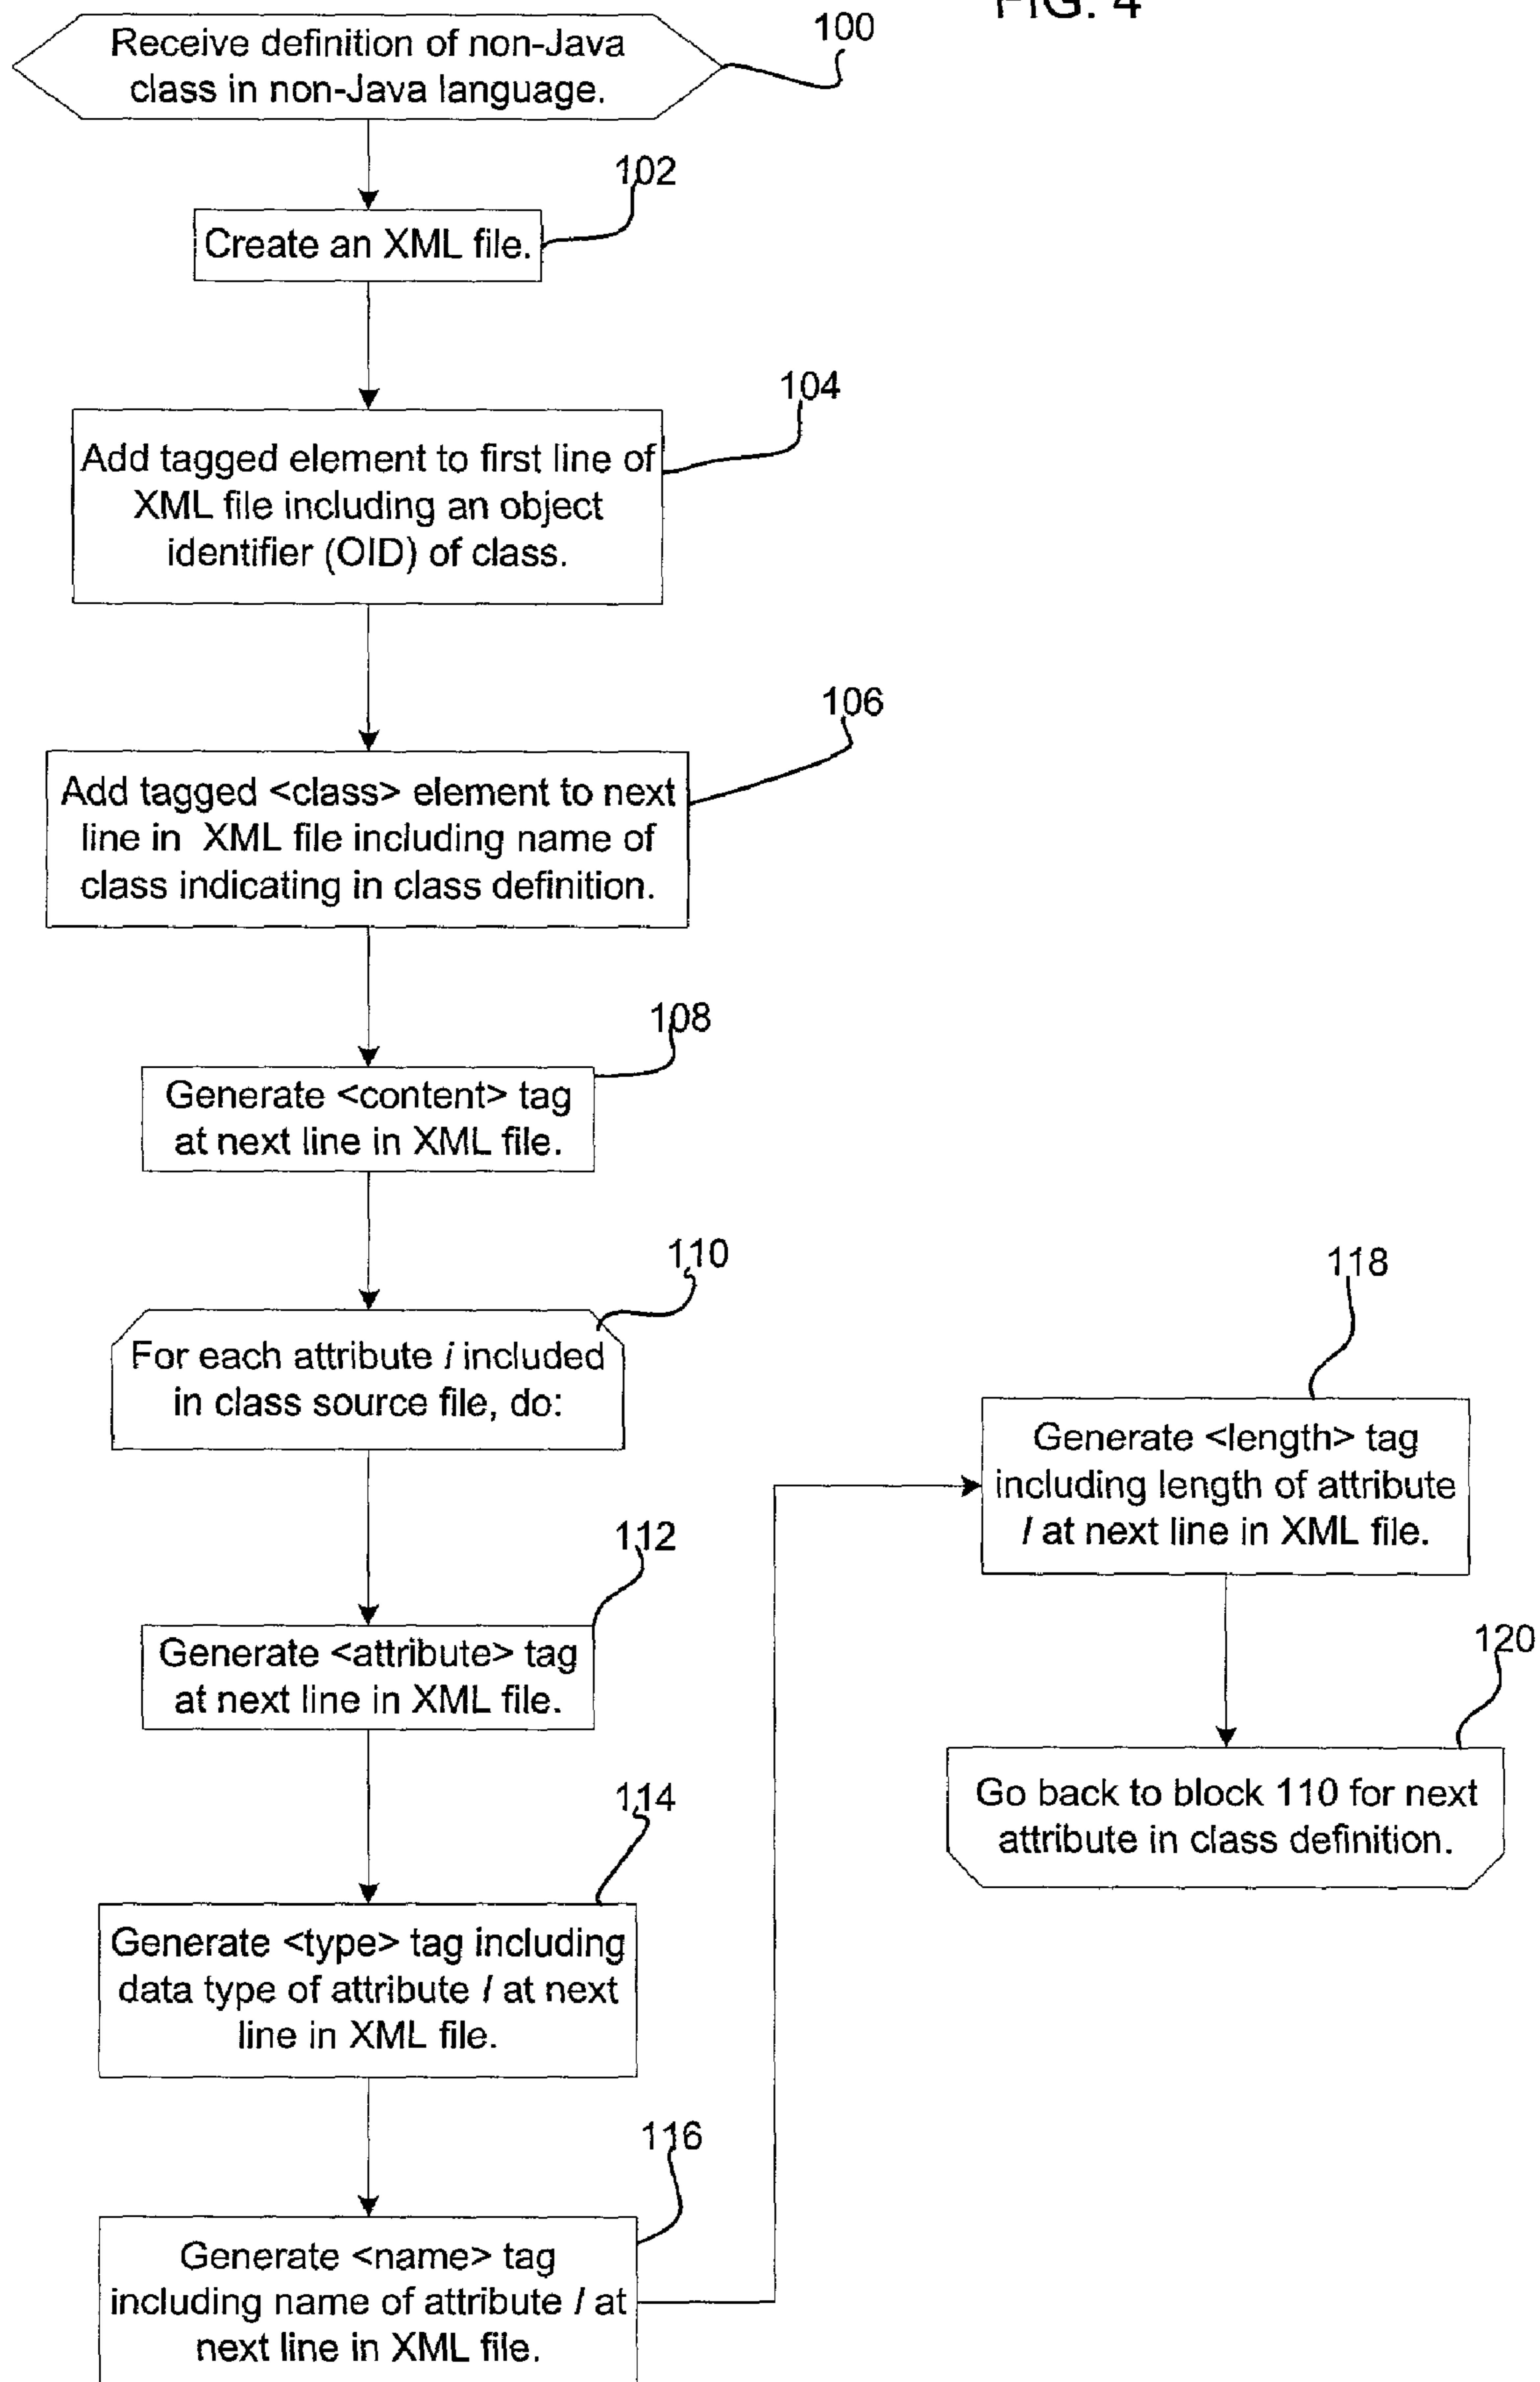 FIG. 4
Receive definition of non-Java
class in non-Java language.
100
102
Create an XML file.
104
Add tagged element to first line of
XML file including an object
identifier (OID) of class.
106
Add tagged <class> element to next
line in XML file including name of
class indicating in class definition.
108
Generate <content> tag
at next line in XML file.
110
For each attribute i included
in class source file, do:
112
Generate <attribute> tag
at next line in XML file.
114
Generate <type> tag including
data type of attribute I at next
line in XML file.
116
Generate <name> tag
including name of attribute I at
next line in XML file.
118
Generate <length> tag
including length of attribute
I at next line in XML file.
120
Go back to block 110 for next
attribute in class definition.